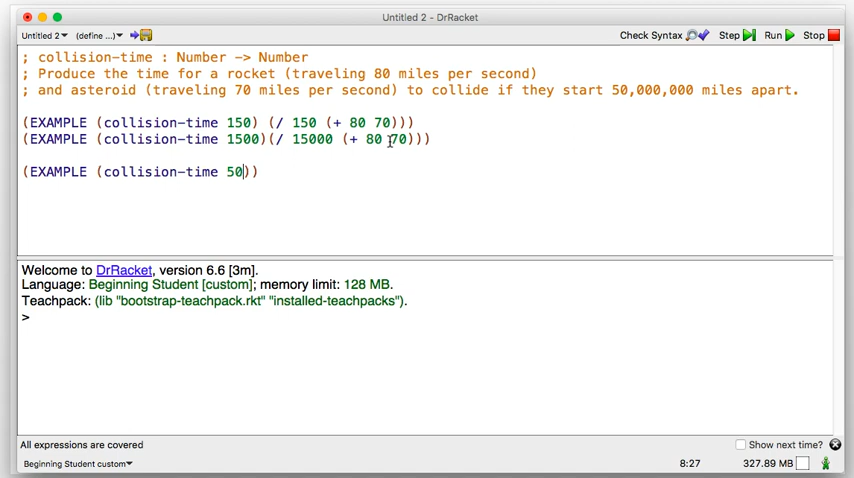 Untitled 2 - DrRacket
Untitled 2▾ (define ...)▾ Check Syntax Step Run Stop
; collision-time : Number -> Number
; Produce the time for a rocket (traveling 80 miles per second)
; and asteroid (traveling 70 miles per second) to collide if they start 50,000,000 miles apart.
(EXAMPLE (collision-time 150) (/ 150 (+ 80 70)))
(EXAMPLE (collision-time 1500)(/ 15000 (+ 80 70)))
(EXAMPLE (collision-time 50))
Welcome to DrRacket, version 6.6 [3m].
Language: Beginning Student [custom]; memory limit: 128 MB.
Teachpack: (lib "bootstrap-teachpack.rkt" "installed-teachpacks").
>
All expressions are covered Show next time?
Beginning Student custom▾ 8:27 327.89 MB